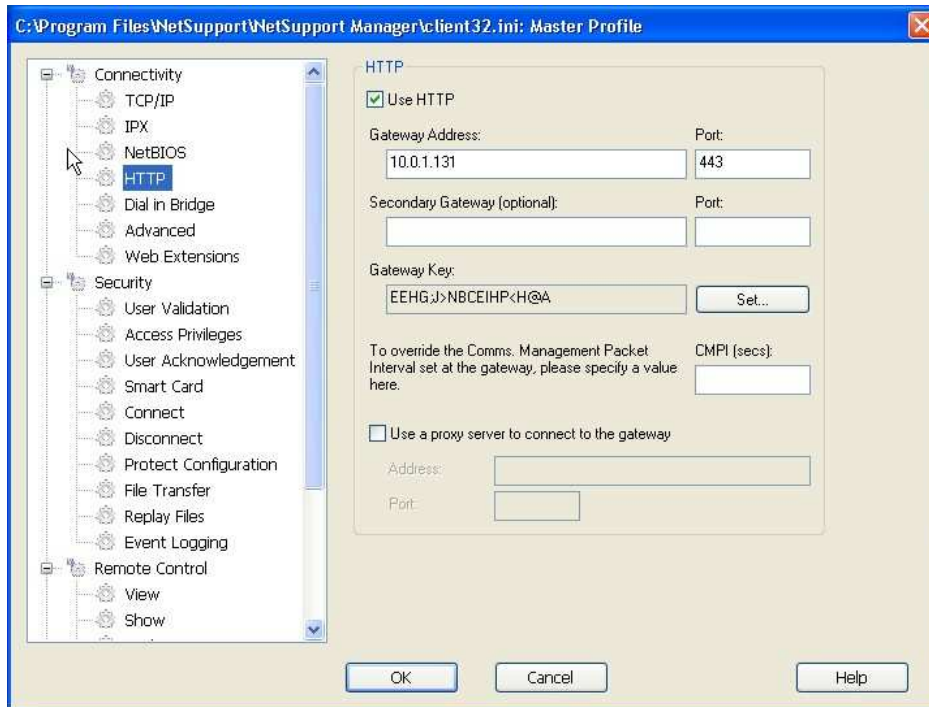 C:\Program Files\NetSupport\NetSupport Manager\client32.ini: Master Profile
Connectivity
TCP/IP
IPX
NetBIOS
HTTP
Dial in Bridge
Advanced
Web Extensions
Security
User Validation
Access Privileges
User Acknowledgement
Smart Card
Connect
Disconnect
Protect Configuration
File Transfer
Replay Files
Event Logging
Remote Control
View
Show
HTTP
Use HTTP
Gateway Address: Port:
10.0.1.131 443
Secondary Gateway (optional): Port:
Gateway Key:
EEHG;J>NBCEIHP<H@A Set...
To override the Comms. Management Packet CMPI (secs):
Interval set at the gateway, please specify a value
here.
Use a proxy server to connect to the gateway
Address:
Port:
OK Cancel Help